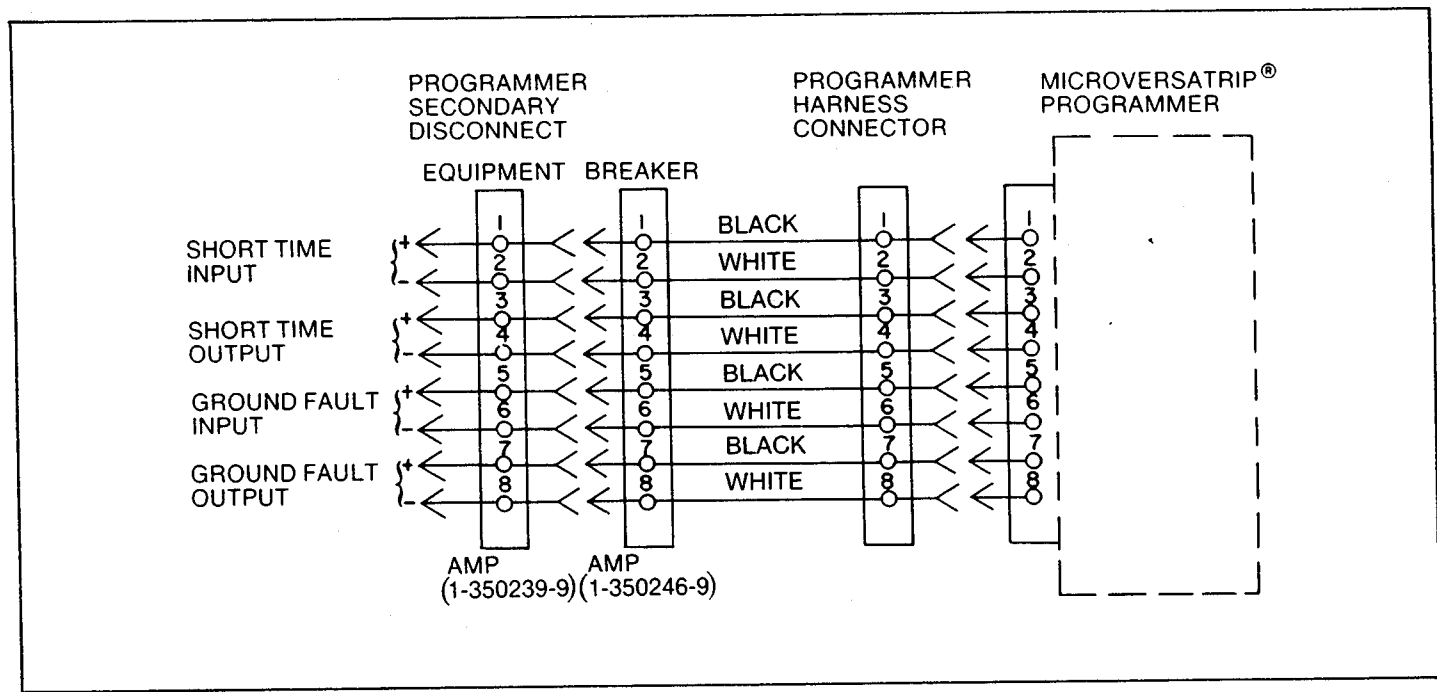 PROGRAMMER
SECONDARY
DISCONNECT
PROGRAMMER
HARNESS
CONNECTOR
MICROVERSATRIP®
PROGRAMMER
EQUIPMENT
BREAKER
SHORT TIME
INPUT
+
-
SHORT TIME
OUTPUT
+
-
GROUND FAULT
INPUT
+
-
GROUND FAULT
OUTPUT
+
-
1
2
3
4
5
6
7
8
1
2
3
4
5
6
7
8
BLACK
WHITE
BLACK
WHITE
BLACK
WHITE
BLACK
WHITE
1
2
3
4
5
6
7
8
1
2
3
4
5
6
7
8
AMP
(1-350239-9)
AMP
(1-350246-9)